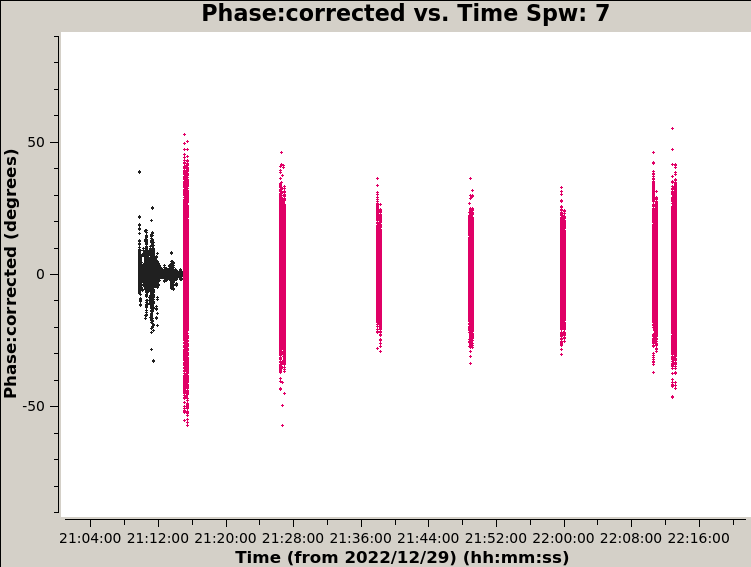 Phase:corrected vs. Time Spw: 7
Phase:corrected (degrees)
50
0
-50
21:04:00 21:12:00 21:20:00 21:28:00 21:36:00 21:44:00 21:52:00 22:00:00 22:08:00 22:16:00
Time (from 2022/12/29) (hh:mm:ss)